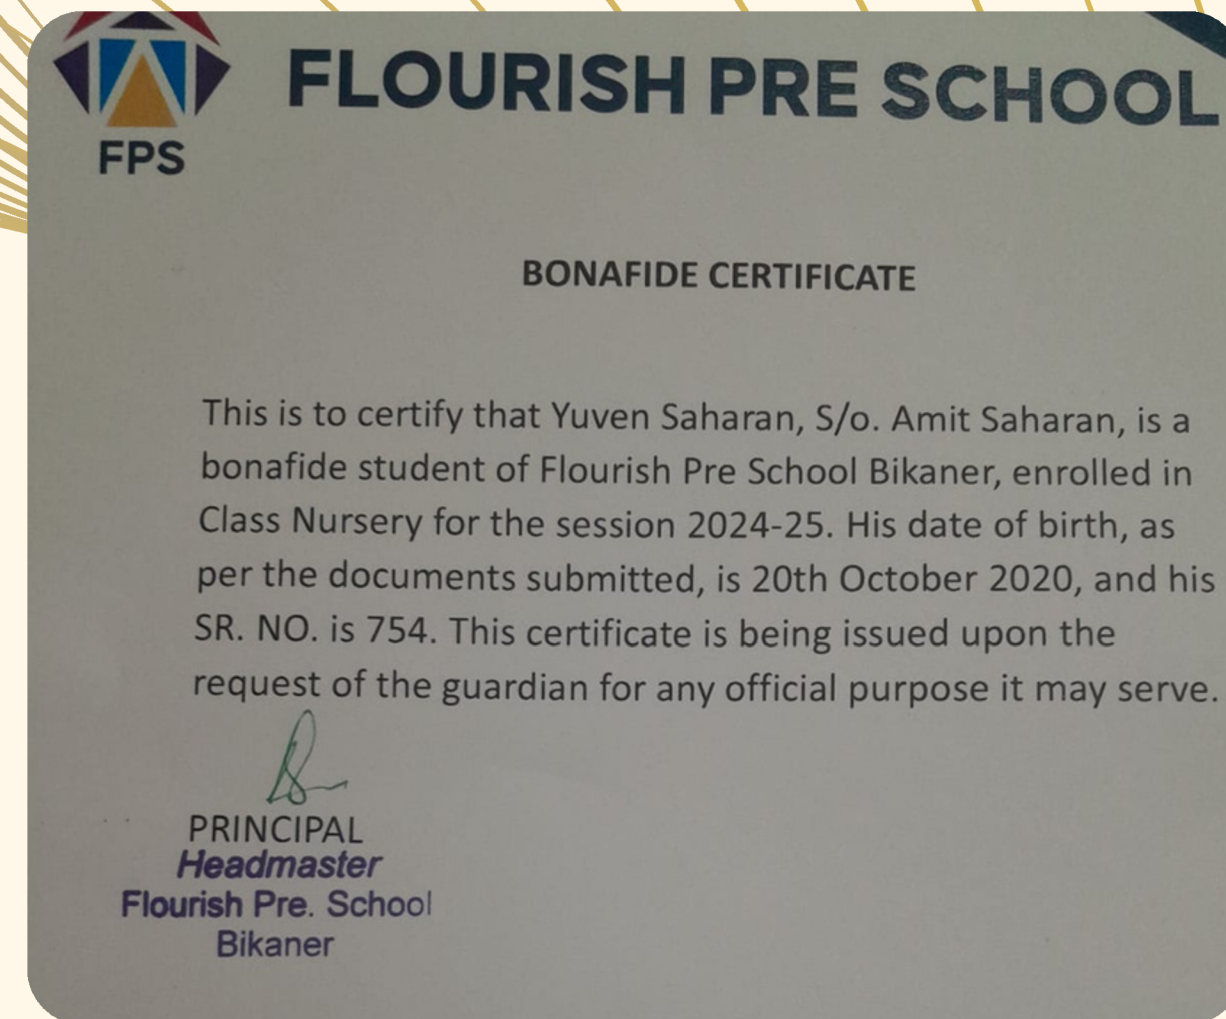 FLOURISH PRE SCHOOL
FPS
BONAFIDE CERTIFICATE
This is to certify that Yuven Saharan, S/o. Amit Saharan, is a
bonafide student of Flourish Pre School Bikaner, enrolled in
Class Nursery for the session 2024-25. His date of birth, as
per the documents submitted, is 20th October 2020, and his
SR. NO. is 754. This certificate is being issued upon the
request of the guardian for any official purpose it may serve.
PRINCIPAL
Headmaster
Flourish Pre. School
Bikaner